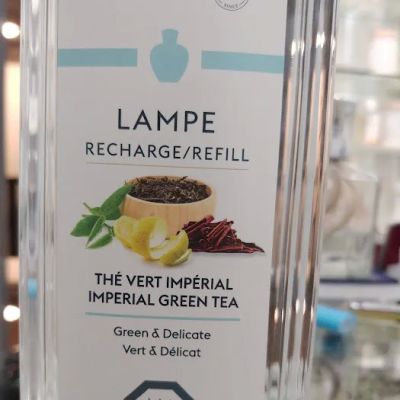 LAMPE
RECHARGE/REFILL
THÉ VERT IMPÉRIAL
IMPERIAL GREEN TEA
Green & Delicate
Vert & Délicat